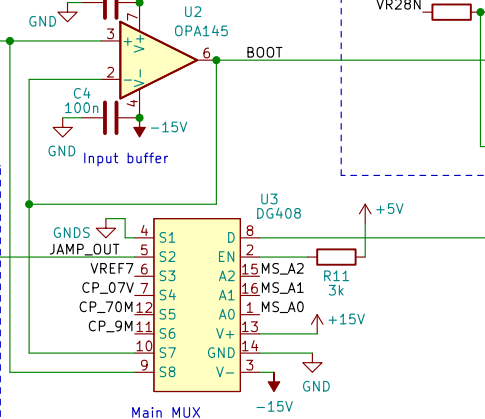 VR28N
GND
7
U2
OPA145
3
+
V+
6
BOOT
2
-
V-
C4
100n
4
-15V
GND
Input buffer
U3
DG408
+5V
GNDS
4 S1 D 8
JAMP_OUT 5 S2 EN 2
R11
3k
VREF7 6 S3 A2 15 MS_A2
CP_07V 7 S4 A1 16 MS_A1
CP_70M 12 S5 A0 1 MS_A0
CP_9M 11 S6 V+ 13 +15V
10 S7 GND 14
9 S8 V- 3
GND
-15V
Main MUX